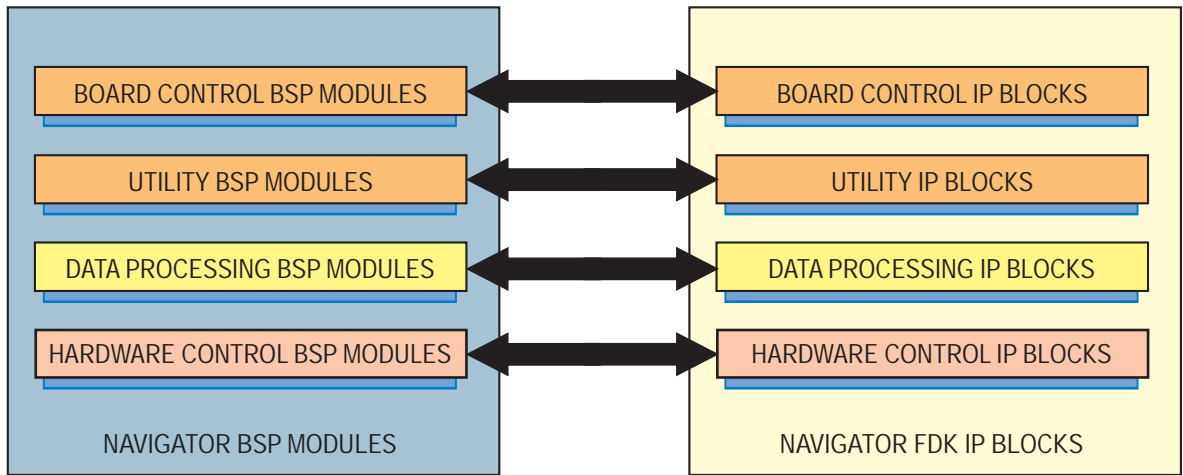 BOARD CONTROL BSP MODULES
BOARD CONTROL IP BLOCKS
UTILITY BSP MODULES
UTILITY IP BLOCKS
DATA PROCESSING BSP MODULES
DATA PROCESSING IP BLOCKS
HARDWARE CONTROL BSP MODULES
HARDWARE CONTROL IP BLOCKS
NAVIGATOR BSP MODULES
NAVIGATOR FDK IP BLOCKS